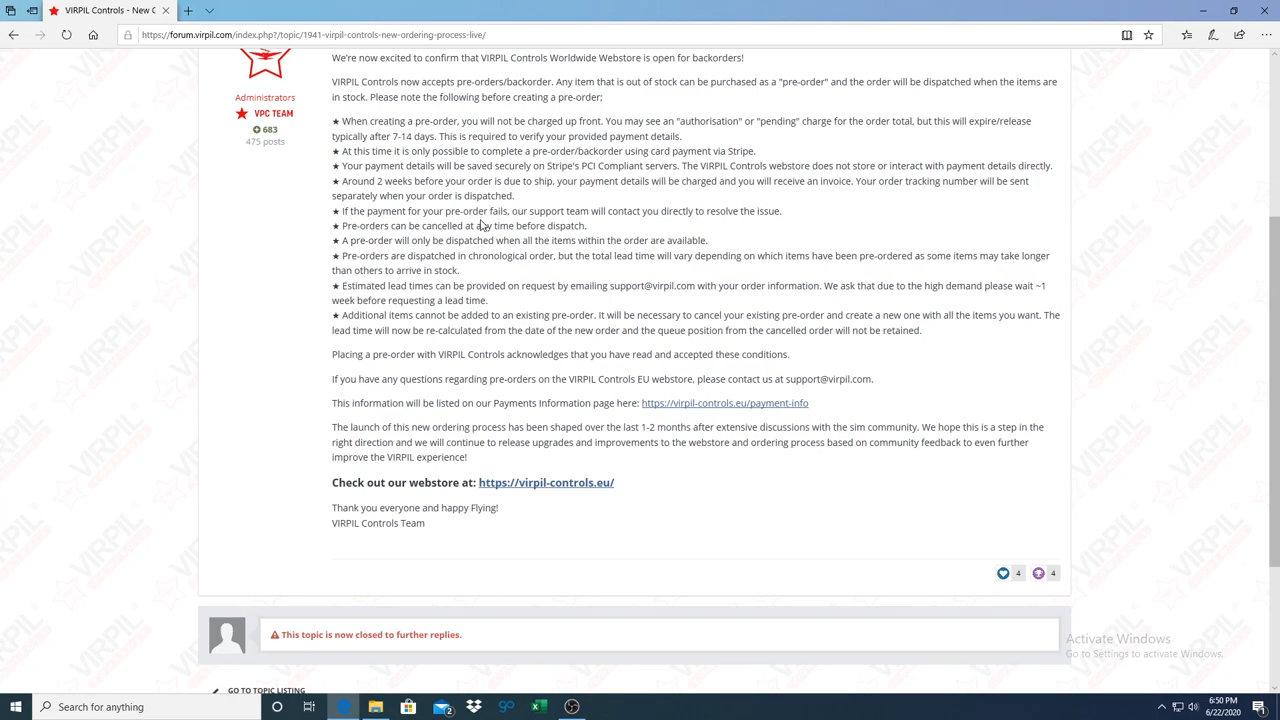 VIRPIL Controls - New O
https://forum.virpil.com/index.php?/topic/1941-virpil-controls-new-ordering-process-live/
Administrators
VPC TEAM
683
475 posts
We're now excited to confirm that VIRPIL Controls Worldwide Webstore is open for backorders!
VIRPIL Controls now accepts pre-orders/backorder. Any item that is out of stock can be purchased as a "pre-order" and the order will be dispatched when the items are
in stock. Please note the following before creating a pre-order:
★ When creating a pre-order, you will not be charged up front. You may see an "authorisation" or "pending" charge for the order total, but this will expire/release
typically after 7-14 days. This is required to verify your provided payment details.
★ At this time it is only possible to complete a pre-order/backorder using card payment via Stripe.
★ Your payment details will be saved securely on Stripe's PCI Compliant servers. The VIRPIL Controls webstore does not store or interact with payment details directly.
★ Around 2 weeks before your order is due to ship, your payment details will be charged and you will receive an invoice. Your order tracking number will be sent
separately when your order is dispatched.
★ If the payment for your pre-order fails, our support team will contact you directly to resolve the issue.
★ Pre-orders can be cancelled at any time before dispatch.
★ A pre-order will only be dispatched when all the items within the order are available.
★ Pre-orders are dispatched in chronological order, but the total lead time will vary depending on which items have been pre-ordered as some items may take longer
than others to arrive in stock.
★ Estimated lead times can be provided on request by emailing support@virpil.com with your order information. We ask that due to the high demand please wait ~1
week before requesting a lead time.
★ Additional items cannot be added to an existing pre-order. It will be necessary to cancel your existing pre-order and create a new one with all the items you want. The
lead time will now be re-calculated from the date of the new order and the queue position from the cancelled order will not be retained.
Placing a pre-order with VIRPIL Controls acknowledges that you have read and accepted these conditions.
If you have any questions regarding pre-orders on the VIRPIL Controls EU webstore, please contact us at support@virpil.com.
This information will be listed on our Payments Information page here: https://virpil-controls.eu/payment-info
The launch of this new ordering process has been shaped over the last 1-2 months after extensive discussions with the sim community. We hope this is a step in the
right direction and we will continue to release upgrades and improvements to the webstore and ordering process based on community feedback to even further
improve the VIRPIL experience!
Check out our webstore at: https://virpil-controls.eu/
Thank you everyone and happy Flying!
VIRPIL Controls Team
4
4
This topic is now closed to further replies.
Activate Windows
Go to Settings to activate Windows.
GO TO TOPIC LISTING
Search for anything
2
6:50 PM
6/22/2020
1